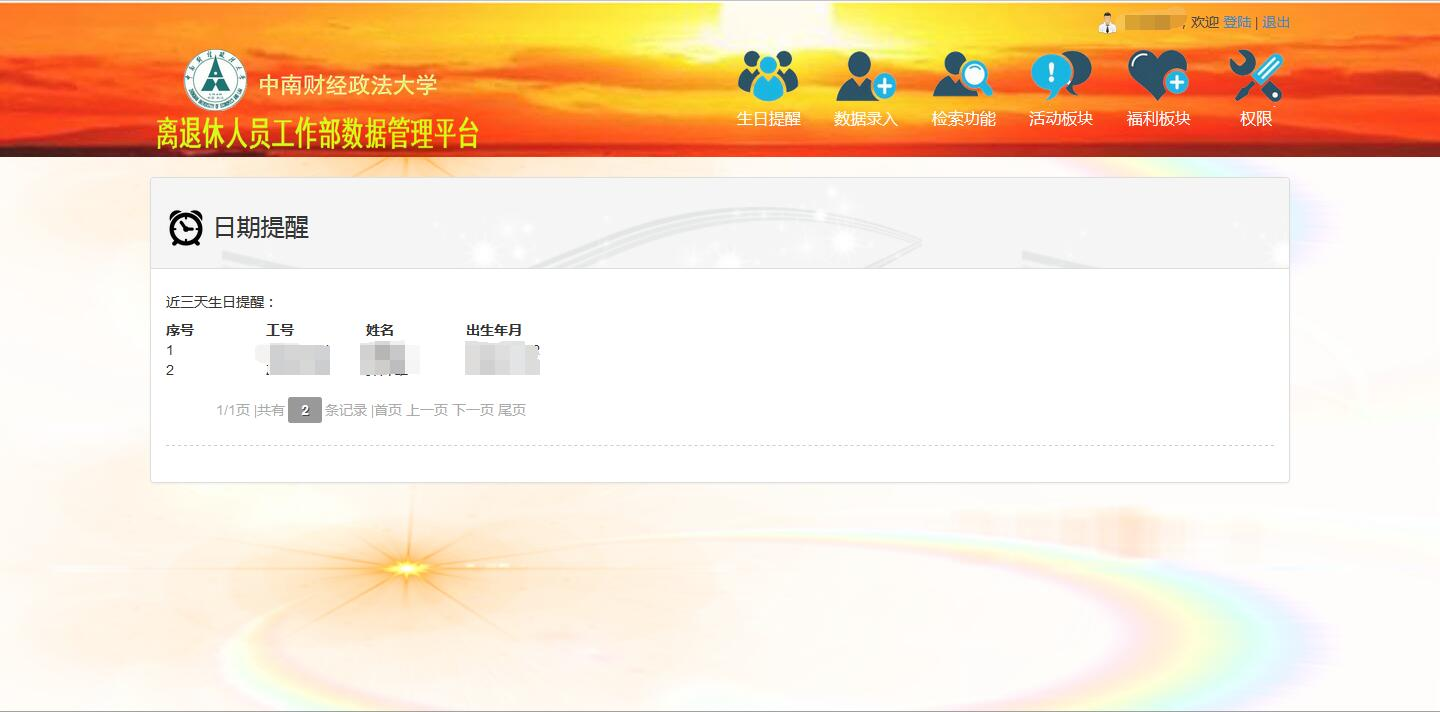 , 欢迎 登陆 | 退出
中南财经政法大学
离退休人员工作部数据管理平台
生日提醒 数据录入 检索功能 活动板块 福利板块 权限
日期提醒
近三天生日提醒：
序号 工号 姓名 出生年月
1
2
1/1页 |共有 2 条记录 |首页 上一页 下一页 尾页